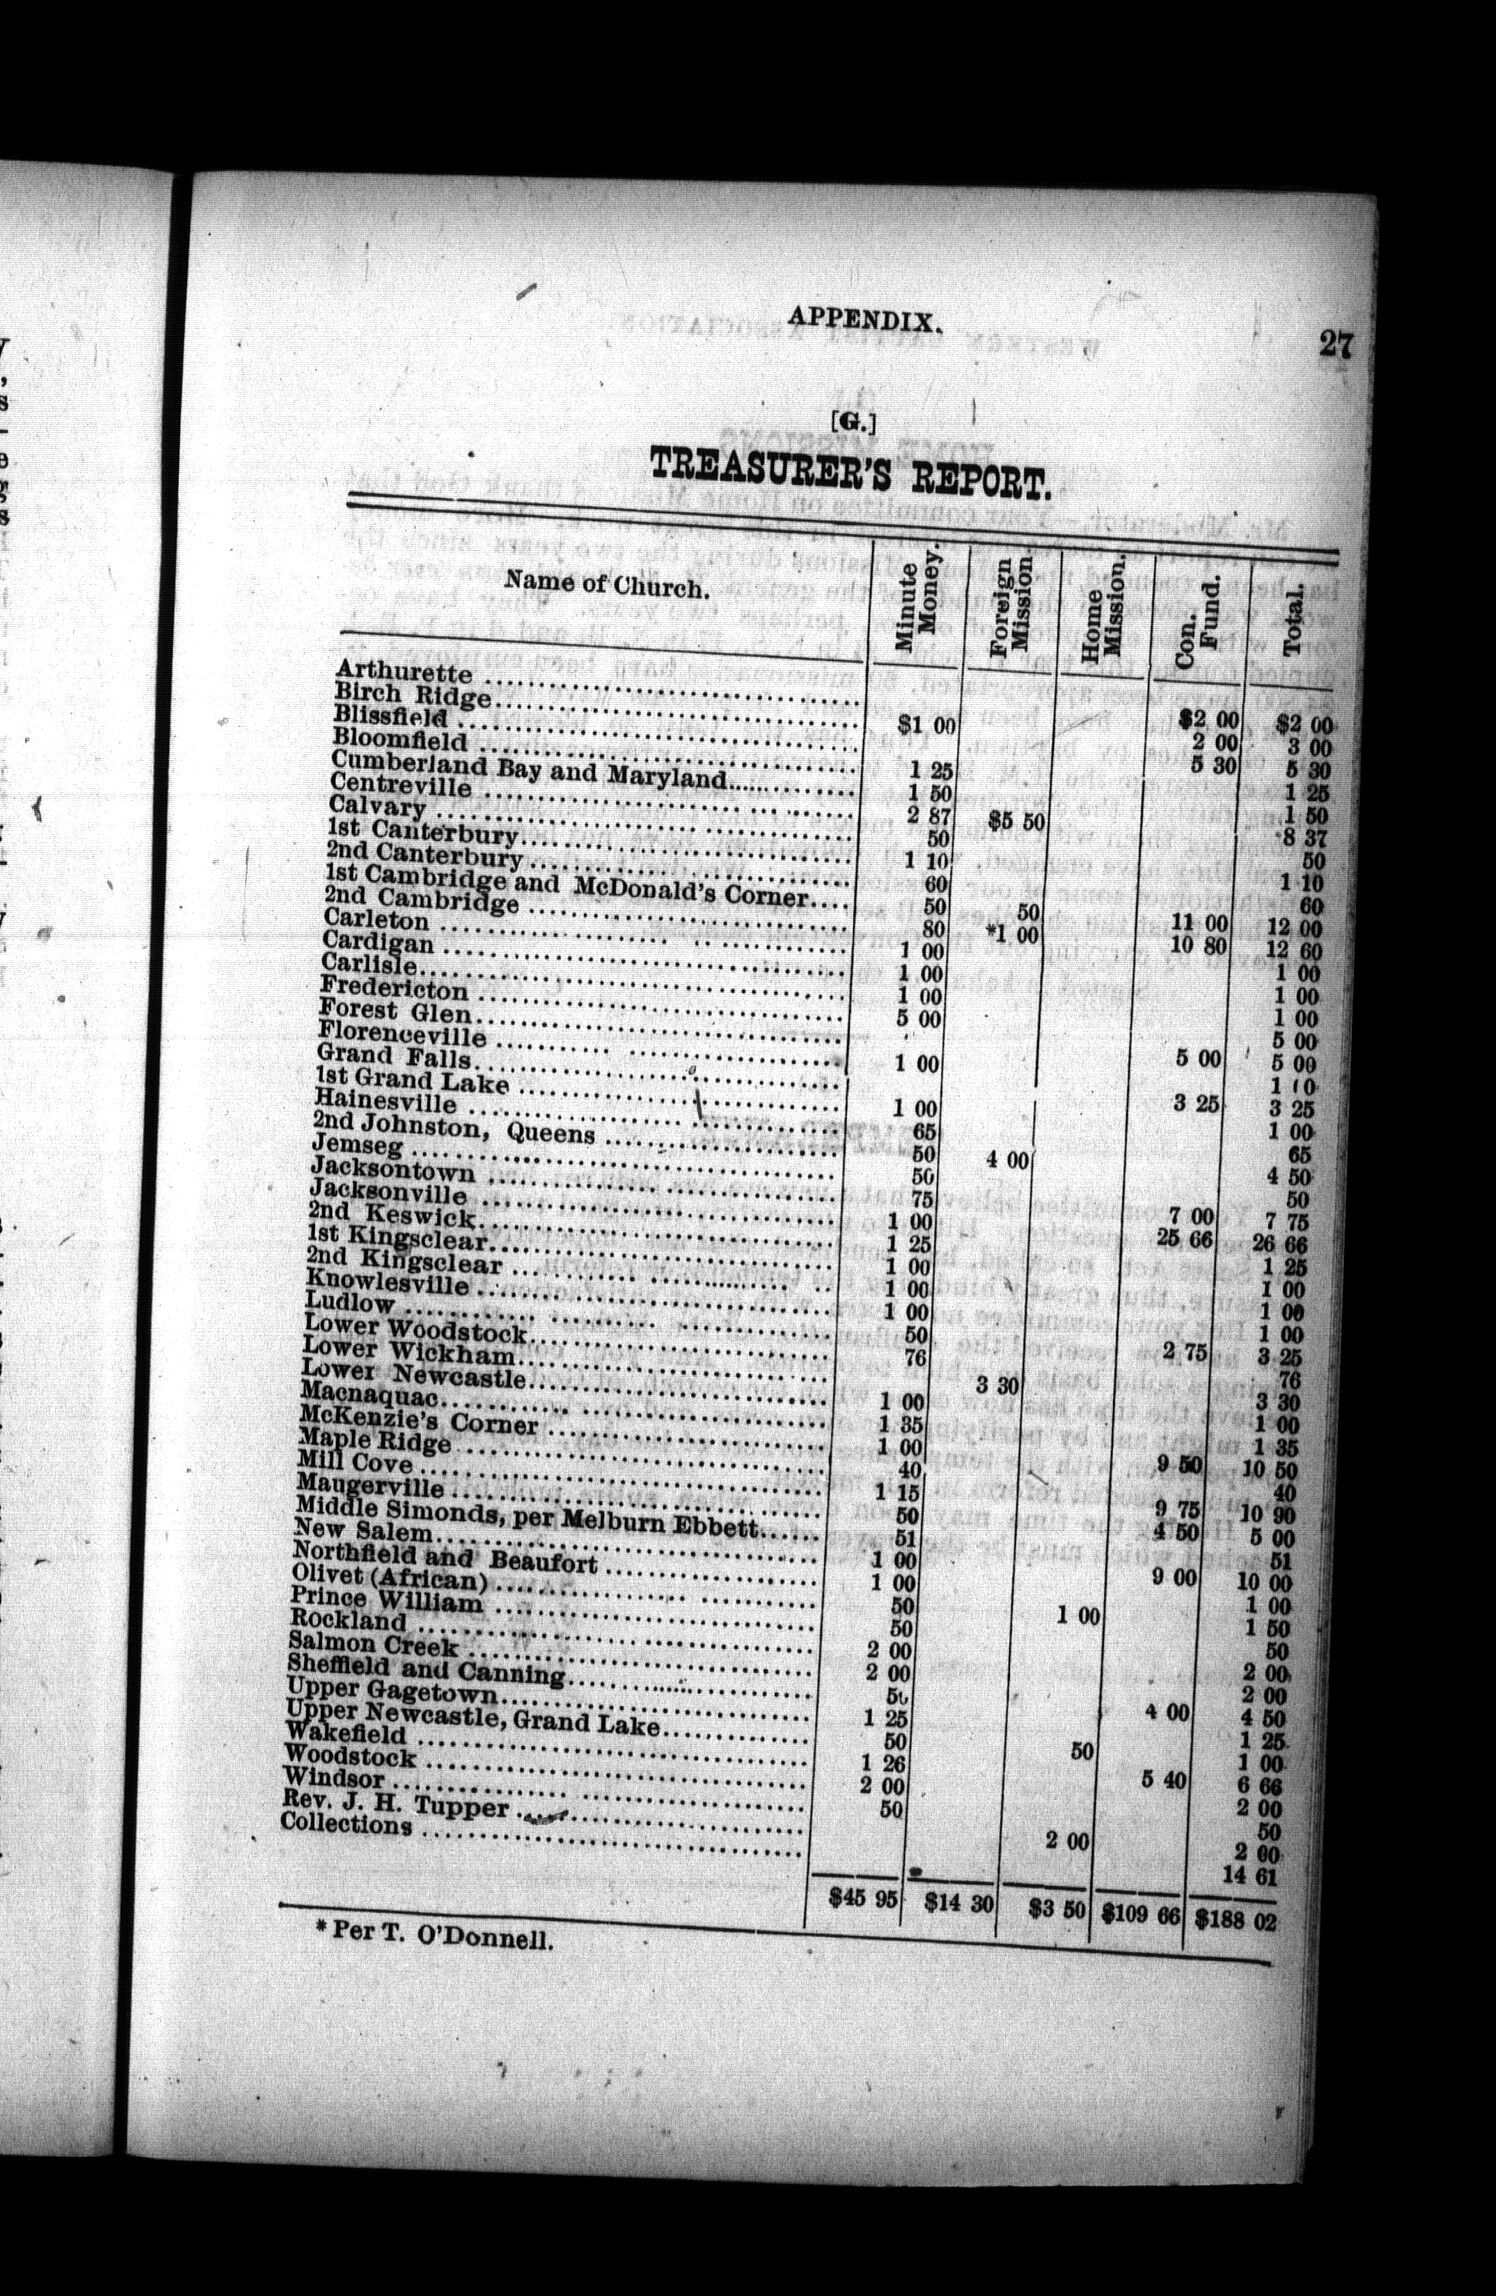 APPENDIX. 27
[G.]
TREASURER'S REPORT.
Name of Church. Minute Money. Foreign Mission Home Mission. Con. Fund. Total.
Arthurette $2 00 $2 00
Birch Ridge $1 00 2 00 3 00
Blissfield 5 30 5 30
Bloomfield 1 25 1 25
Cumberland Bay and Maryland 1 50 1 50
Centreville 2 87 $5 50 8 37
Calvary 50 50
1st Canterbury 1 10 1 10
2nd Canterbury 60 60
1st Cambridge and McDonald's Corner 50 50 11 00 12 00
2nd Cambridge 80 *1 00 10 80 12 60
Carleton 1 00 1 00
Cardigan 1 00 1 00
Carlisle 1 00 1 00
Fredericton 5 00 5 00
Forest Glen 5 00 5 00
Florenceville 1 00 1 00
Grand Falls 3 25 3 25
1st Grand Lake 1 00 1 00
Hainesville 65 65
2nd Johnston, Queens 50 4 00 4 50
Jemseg 50 50
Jacksontown 75 7 00 7 75
Jacksonville 1 00 25 66 26 66
2nd Keswick 1 25 1 25
1st Kingsclear 1 00 1 00
2nd Kingsclear 1 00 1 00
Knowlesville 1 00 1 00
Ludlow 50 2 75 3 25
Lower Woodstock 76 76
Lower Wickham 3 30 3 30
Lower Newcastle 1 00 1 00
Macnaquac 1 35 1 35
McKenzie's Corner 1 00 9 50 10 50
Maple Ridge 40 40
Mill Cove 1 15 9 75 10 90
Maugerville 50 4 50 5 00
Middle Simonds, per Melburn Ebbett 51 51
New Salem 1 00 9 00 10 00
Northfield and Beaufort 1 00 1 00
Olivet (African) 50 1 00 1 50
Prince William 50 50
Rockland 2 00 2 00
Salmon Creek 2 00 2 00
Sheffield and Canning 50 4 00 4 50
Upper Gagetown 1 25 1 25
Upper Newcastle, Grand Lake 50 50 1 00
Wakefield 1 26 5 40 6 66
Woodstock 2 00 2 00
Windsor 50 50
Rev. J. H. Tupper 2 00 2 00
Collections 14 61
$45 95 $14 30 $3 50 $109 66 $188 02
* Per T. O'Donnell.